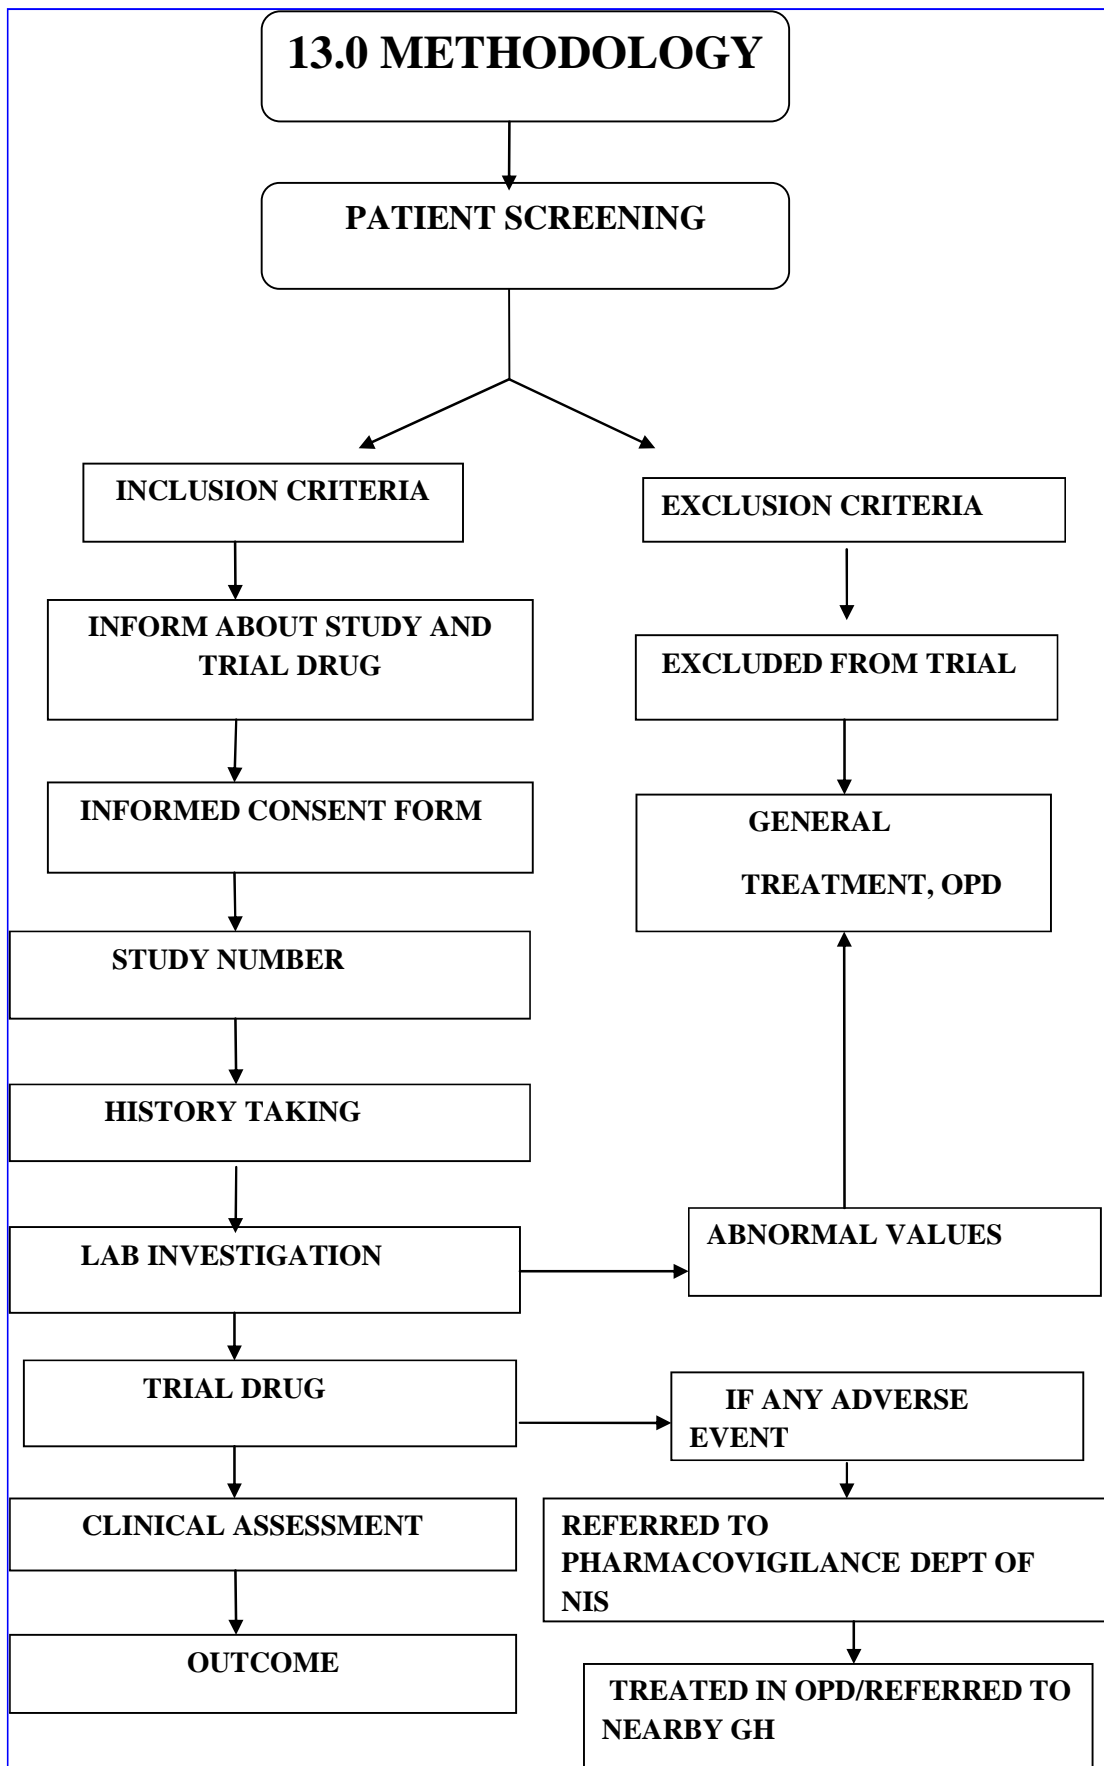 13.0 METHODOLOGY
PATIENT SCREENING
INCLUSION CRITERIA
EXCLUSION CRITERIA
INFORM ABOUT STUDY AND
TRIAL DRUG
EXCLUDED FROM TRIAL
INFORMED CONSENT FORM
GENERAL
TREATMENT, OPD
STUDY NUMBER
HISTORY TAKING
LAB INVESTIGATION
ABNORMAL VALUES
TRIAL DRUG
IF ANY ADVERSE
EVENT
CLINICAL ASSESSMENT
REFERRED TO
PHARMACOVIGILANCE DEPT OF
NIS
OUTCOME
TREATED IN OPD/REFERRED TO
NEARBY GH